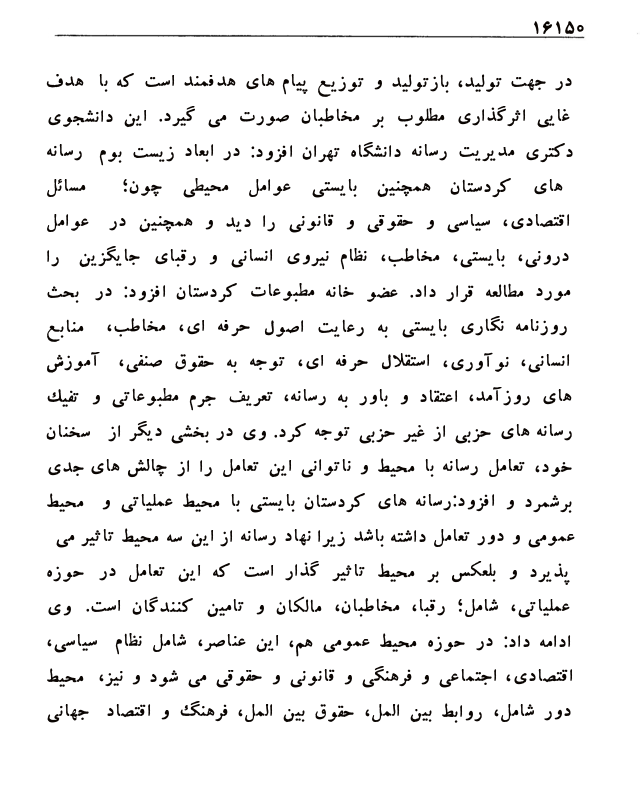 ۱۶۱۵۰
در جهت تولید، بازتولید و توزیع پیام های هدفمند است که با هدف
غایی اثرگذاری مطلوب بر مخاطبان صورت می گیرد. این دانشجوی
دکتری مدیریت رسانه دانشگاه تهران افزود: در ابعاد زیست بوم رسانه
های کردستان همچنین بایستی عوامل محیطی چون؛ مسائل
اقتصادی، سیاسی و حقوقی و قانونی را دید و همچنین در عوامل
درونی، بایستی، مخاطب، نظام نیروی انسانی و رقبای جایگزین را
مورد مطالعه قرار داد. عضو خانه مطبوعات کردستان افزود: در بحث
روزنامه نگاری بایستی به رعایت اصول حرفه ای، مخاطب، منابع
انسانی، نوآوری، استقلال حرفه ای، توجه به حقوق صنفی، آموزش
های روزآمد، اعتقاد و باور به رسانه، تعریف جرم مطبوعاتی و تفیك
رسانه های حزبی از غیر حزبی توجه کرد. وی در بخشی دیگر از سخنان
خود، تعامل رسانه با محیط و ناتوانی این تعامل را از چالش های جدی
برشمرد و افزود:رسانه های کردستان بایستی با محیط عملیاتی و محیط
عمومی و دور تعامل داشته باشد زیرا نهاد رسانه از این سه محیط تاثیر می
پذیرد و بلعکس بر محیط تاثیر گذار است که این تعامل در حوزه
عملیاتی، شامل؛ رقبا، مخاطبان، مالکان و تامین کنندگان است. وی
ادامه داد: در حوزه محیط عمومی هم، این عناصر، شامل نظام سیاسی،
اقتصادی، اجتماعی و فرهنگی و قانونی و حقوقی می شود و نیز، محیط
دور شامل، روابط بین المل، حقوق بین المل، فرهنگ و اقتصاد جهانی